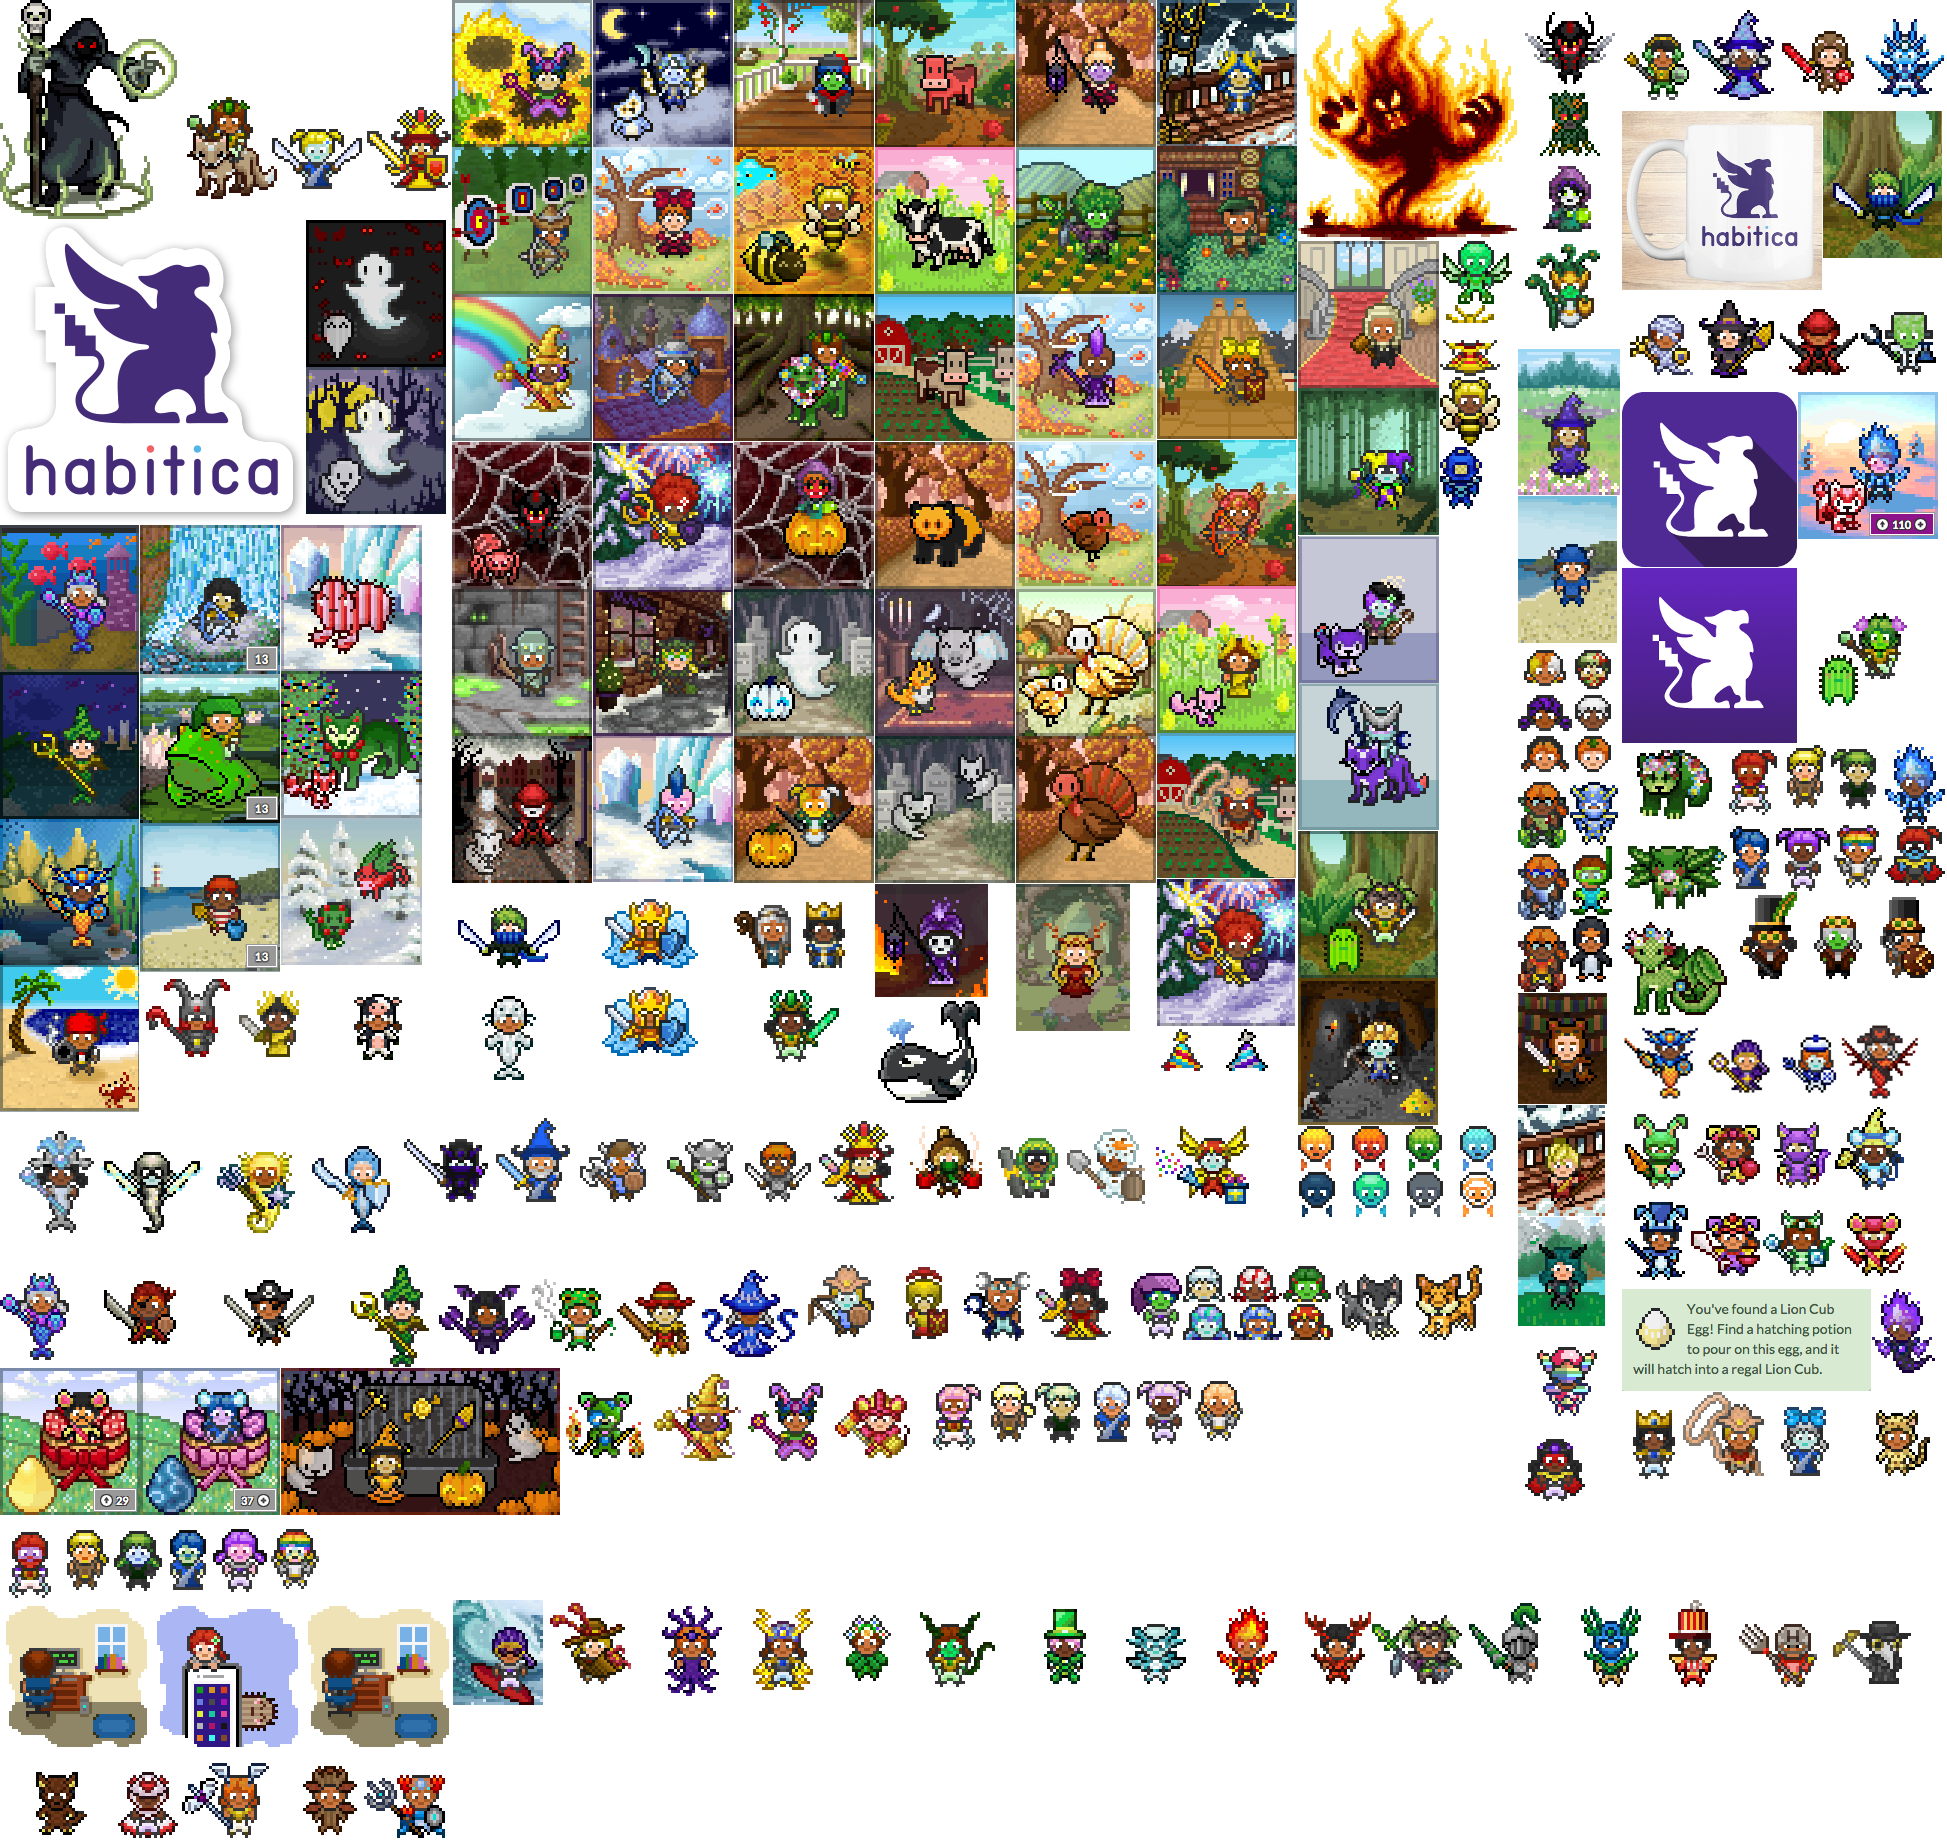 habitica
habitica
110
13
13
13
You've found a Lion Cub
Egg! Find a hatching potion
to pour on this egg, and it
will hatch into a regal Lion Cub.
29
37